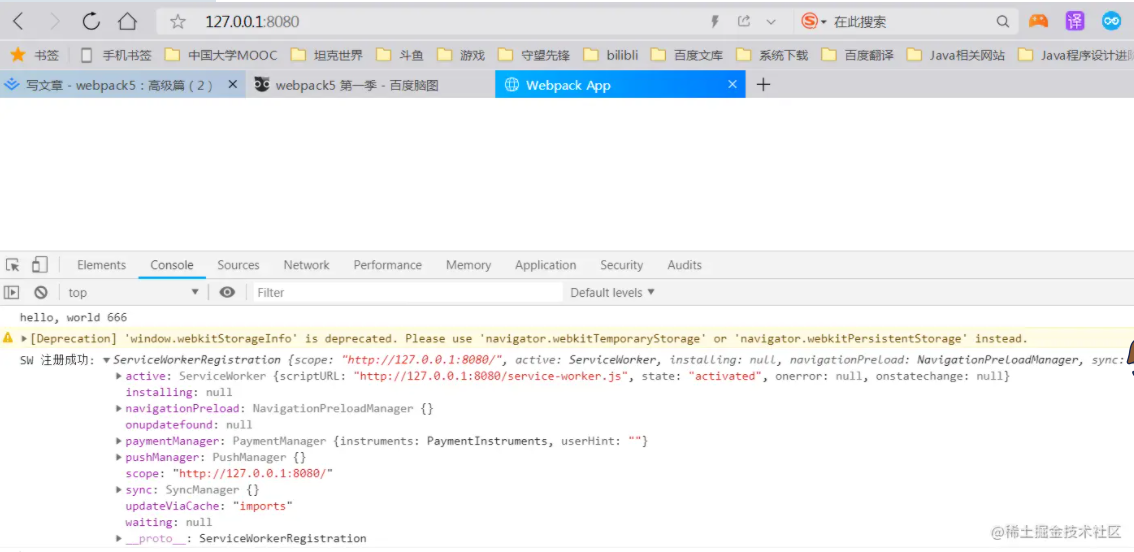 127.0.0.1:8080 在此搜索 译
书签 手机书签 中国大学MOOC 坦克世界 斗鱼 游戏 守望先锋 bilibli 百度文库 系统下载 百度翻译 Java相关网站 Java程序设计进阶
写文章 - webpack5：高级篇（2） webpack5 第一季 - 百度脑图 Webpack App
Elements Console Sources Network Performance Memory Application Security Audits
top Filter Default levels
hello, world 666
[Deprecation] 'window.webkitStorageInfo' is deprecated. Please use 'navigator.webkitTemporaryStorage' or 'navigator.webkitPersistentStorage' instead.
SW 注册成功: ServiceWorkerRegistration {scope: "http://127.0.0.1:8080/", active: ServiceWorker, installing: null, navigationPreload: NavigationPreloadManager, sync:
active: ServiceWorker {scriptURL: "http://127.0.0.1:8080/service-worker.js", state: "activated", onerror: null, onstatechange: null}
installing: null
navigationPreload: NavigationPreloadManager {}
onupdatefound: null
paymentManager: PaymentManager {instruments: PaymentInstruments, userHint: ""}
pushManager: PushManager {}
scope: "http://127.0.0.1:8080/"
sync: SyncManager {}
updateViaCache: "imports"
waiting: null
__proto__: ServiceWorkerRegistration
@稀土掘金技术社区